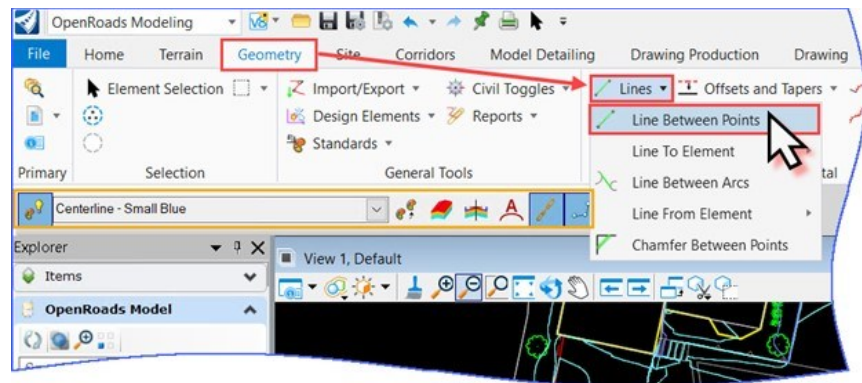 OpenRoads Modeling
File Home Terrain Geometry Site Corridors Model Detailing Drawing Production Drawing
Element Selection Import/Export Civil Toggles Lines Offsets and Tapers
Design Elements Reports Line Between Points
Standards Line To Element
Primary Selection General Tools Line Between Arcs
Centerline - Small Blue Line From Element
Chamfer Between Points
Explorer
View 1, Default
Items
OpenRoads Model